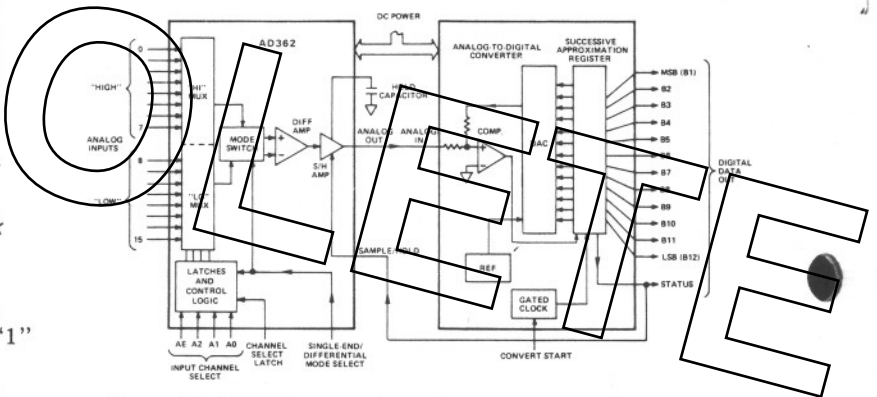 OLETE
DC POWER
AD362
ANALOG-TO-DIGITAL
CONVERTER
SUCCESSIVE
APPROXIMATION
REGISTER
0
"HIGH"
7
ANALOG
INPUTS
8
"LOW"
15
"HI"
MUX
"LO"
MUX
MODE
SWITCH
DIFF
AMP
S/H
AMP
HOLD
CAPACITOR
ANALOG
OUT
ANALOG
IN
COMP.
DAC
REF
SAMPLE/HOLD
GATED
CLOCK
MSB (B1)
B2
B3
B4
B5
B6
B7
B8
B9
B10
B11
LSB (B12)
STATUS
DIGITAL
DATA
OUT
LATCHES
AND
CONTROL
LOGIC
AE A2 A1 A0
INPUT CHANNEL
SELECT
CHANNEL
SELECT
LATCH
SINGLE-END/
DIFFERENTIAL
MODE SELECT
CONVERT START
"1"